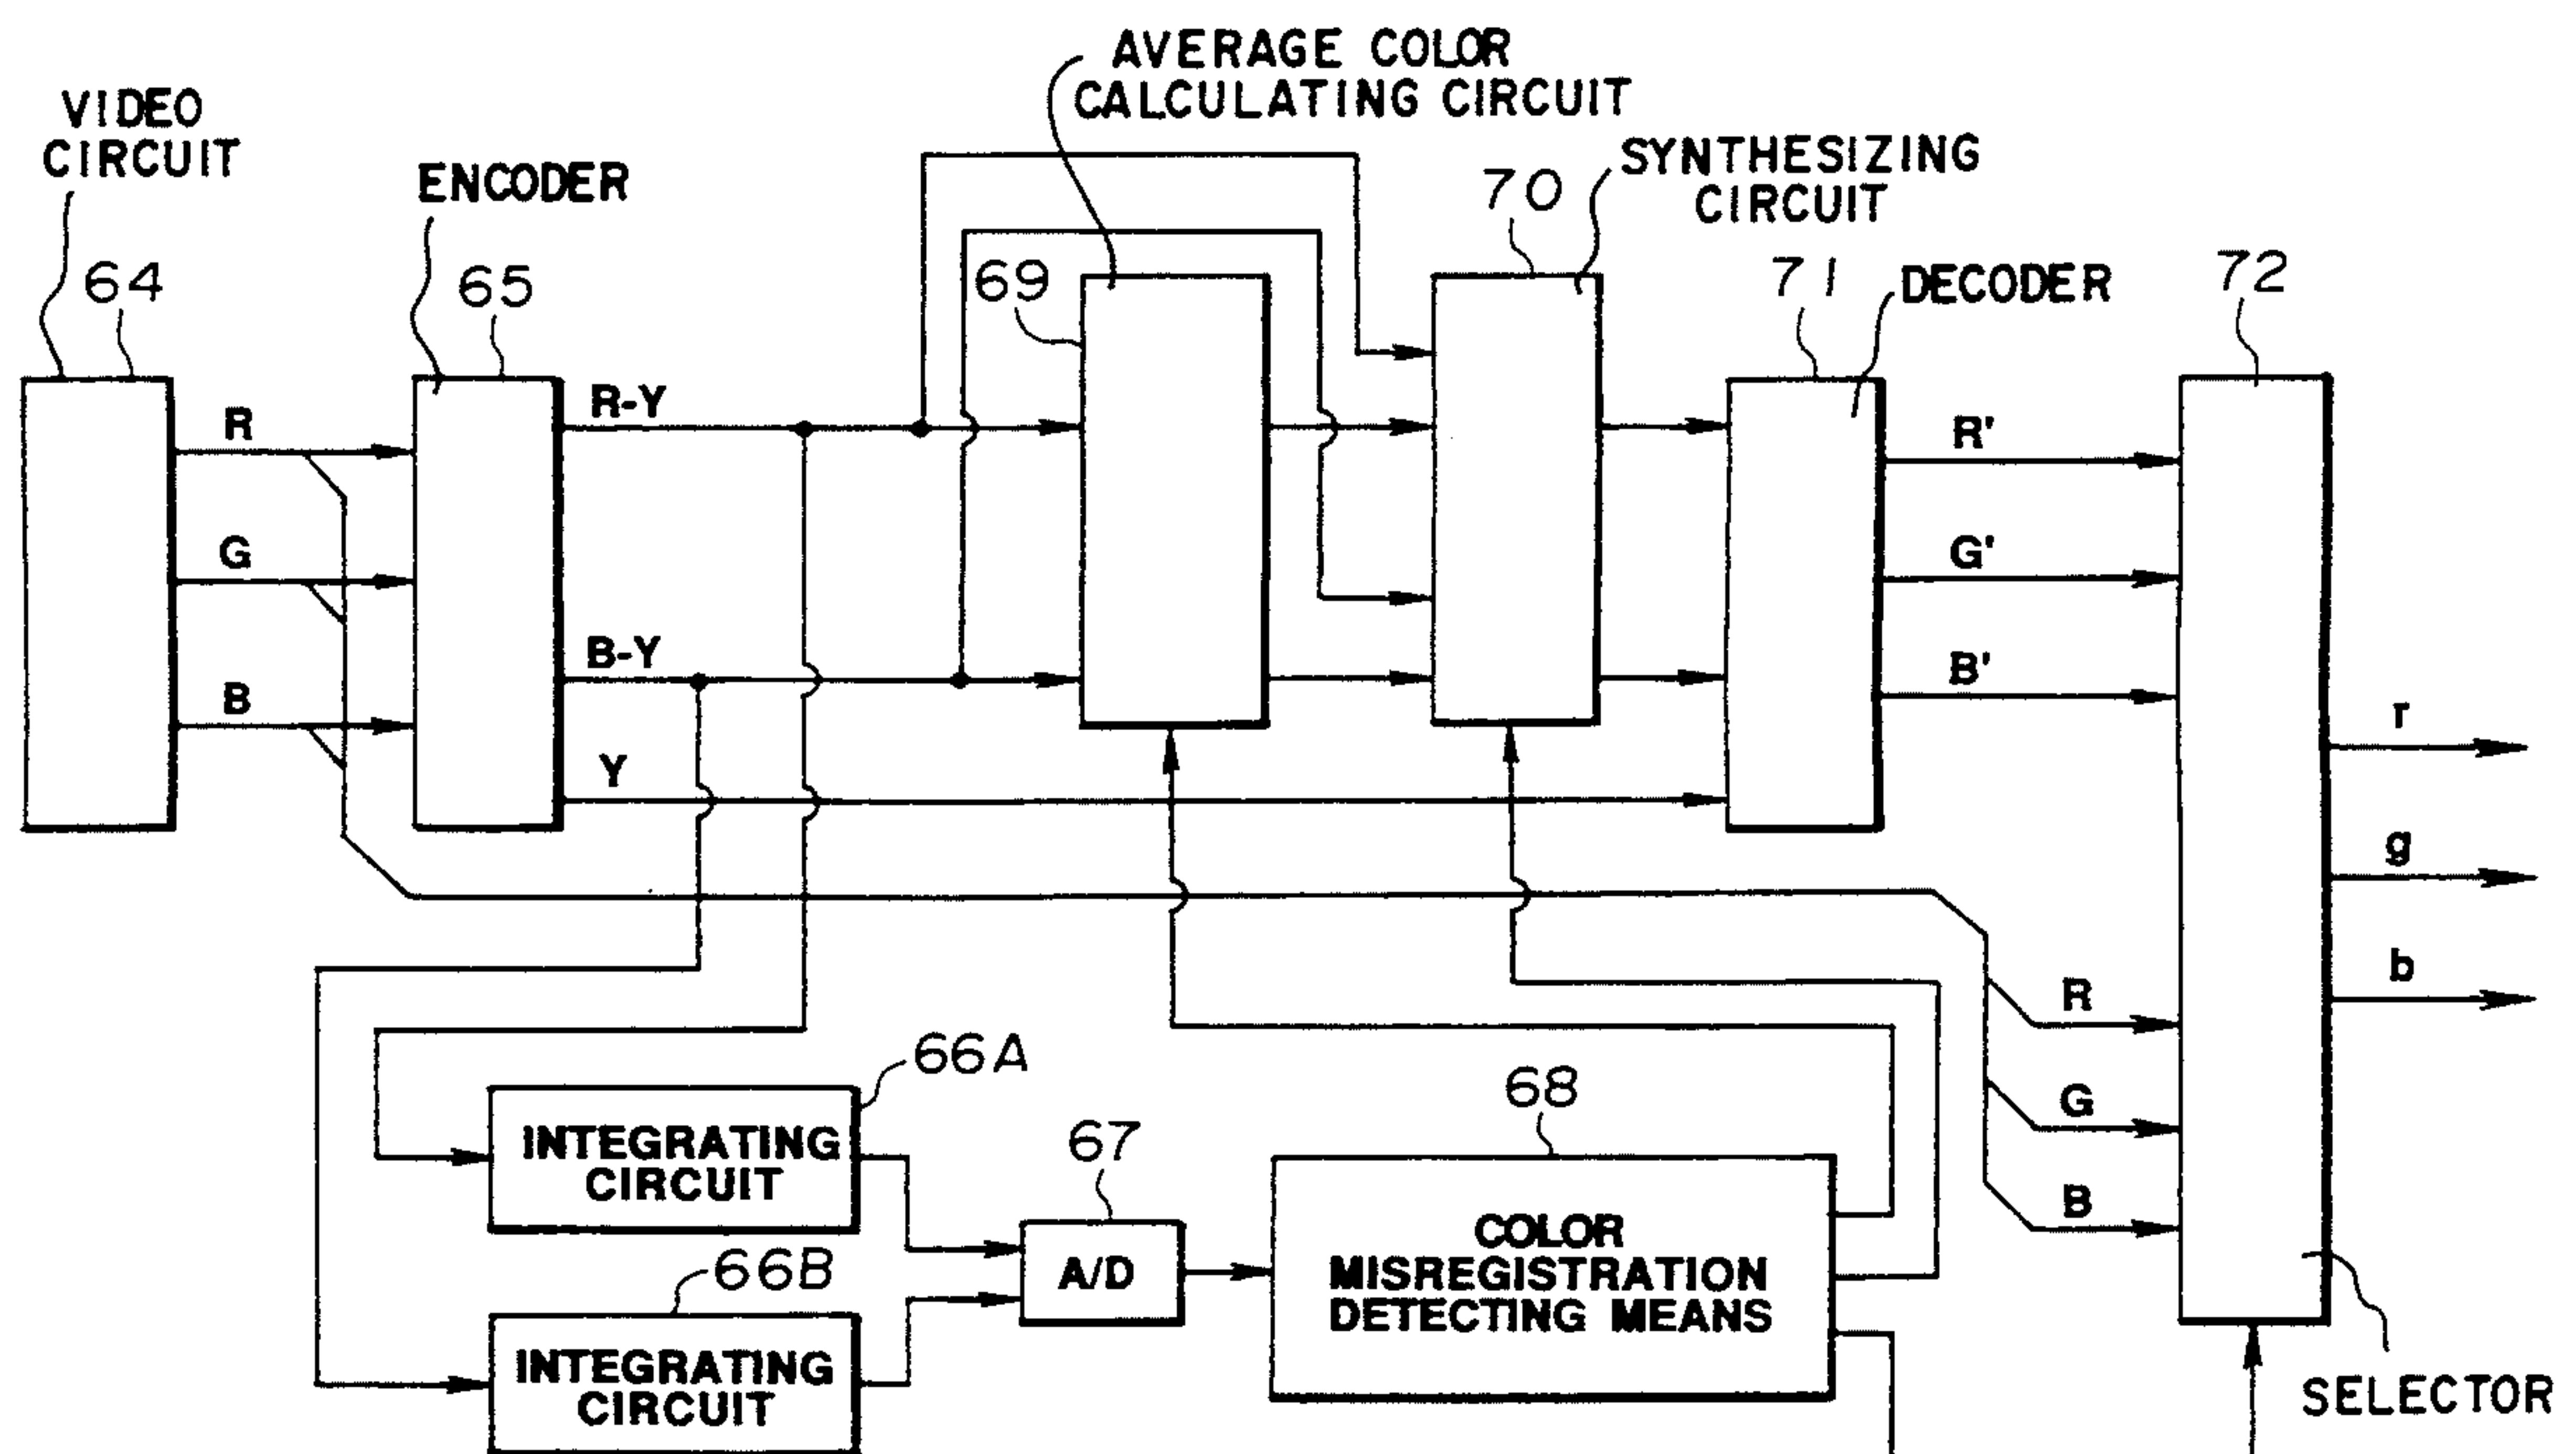 AVERAGE COLOR
CALCULATING CIRCUIT
VIDEO
CIRCUIT
ENCODER
SYNTHESIZING
CIRCUIT
70
64
65
69
71
DECODER
72
R
G
B
R-Y
B-Y
Y
R'
G'
B'
r
g
b
R
G
B
66A
INTEGRATING
CIRCUIT
66B
INTEGRATING
CIRCUIT
67
A/D
68
COLOR
MISREGISTRATION
DETECTING MEANS
SELECTOR